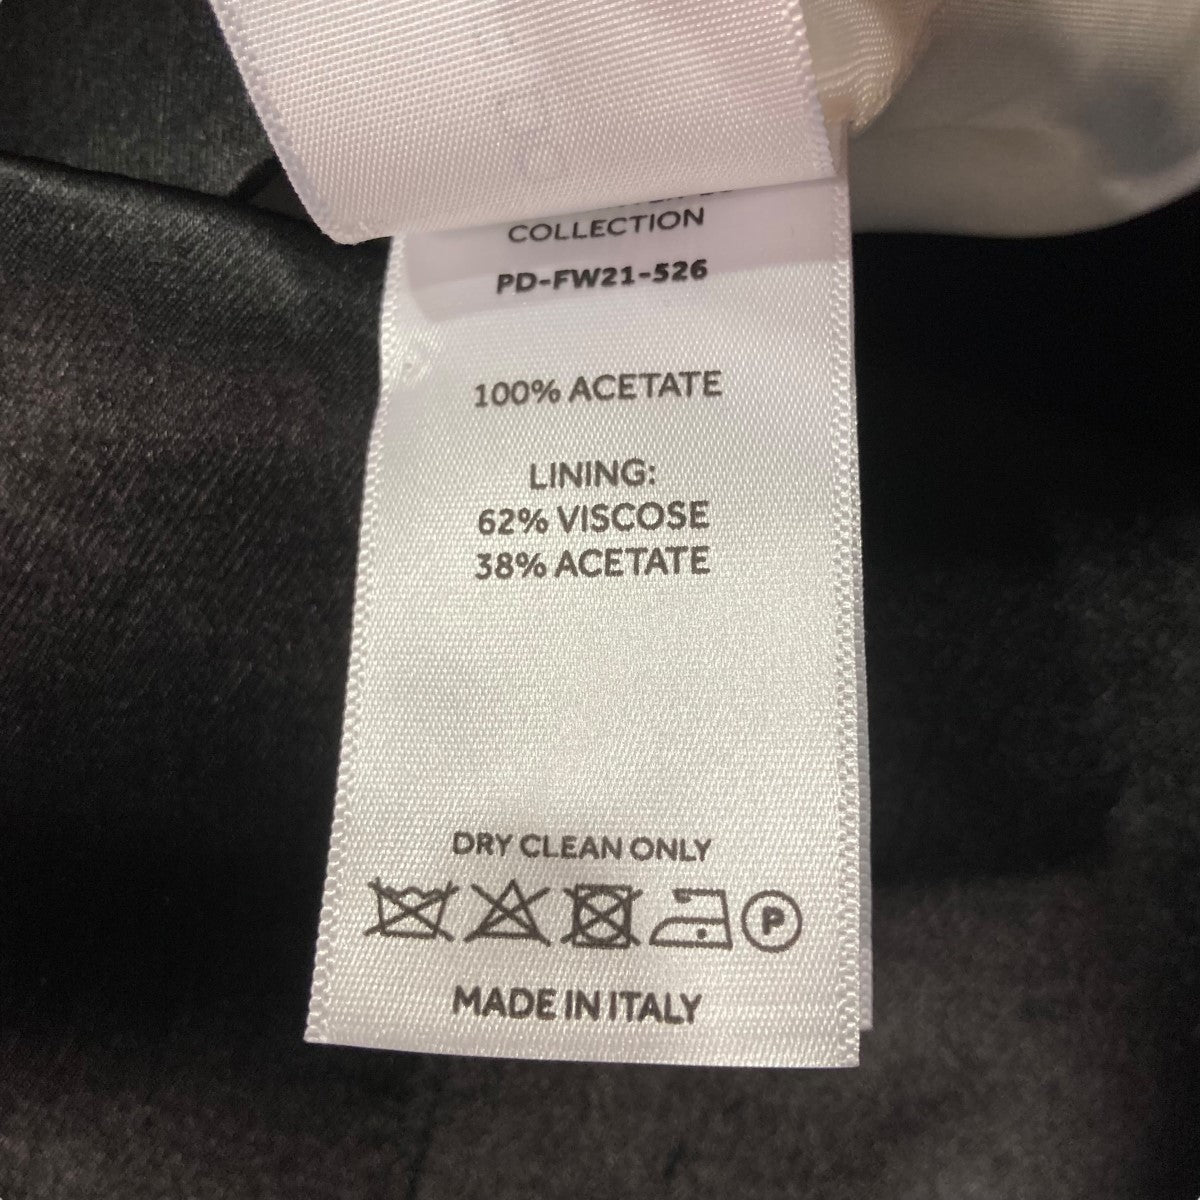 COLLECTION
PD-FW21-526
100% ACETATE
LINING:
62% VISCOSE
38% ACETATE
DRY CLEAN ONLY
P
MADE IN ITALY